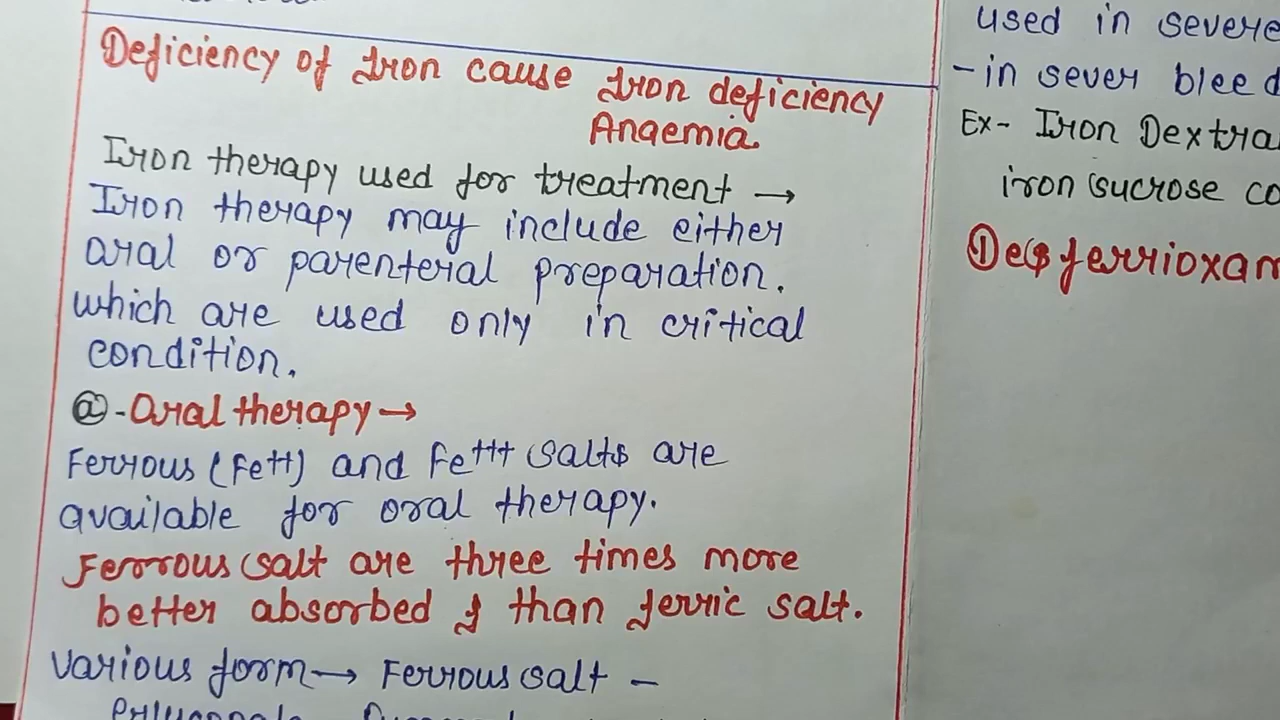 Deficiency of Iron cause Iron deficiency
Anaemia.
Iron therapy used for treatment →
Iron therapy may include either
oral or parenteral preparation.
which are used only in critical
condition.
ⓐ-Oral therapy→
Ferrous (Fe++) and Fe+++ salts are
available for oral therapy.
Ferrous salt are three times more
better absorbed than ferric salt.
Various form→ Ferrous salt -
used in severe
-in sever bleed
Ex- Iron Dextra
iron sucrose co